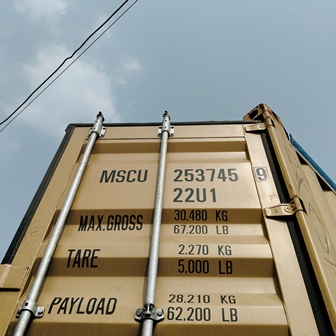 MSCU 253745 9
22U1
MAX.GROSS 30.480 KG
67,200 LB
TARE 2.270 KG
5.000 LB
PAYLOAD 28.210 KG
62,200 LB